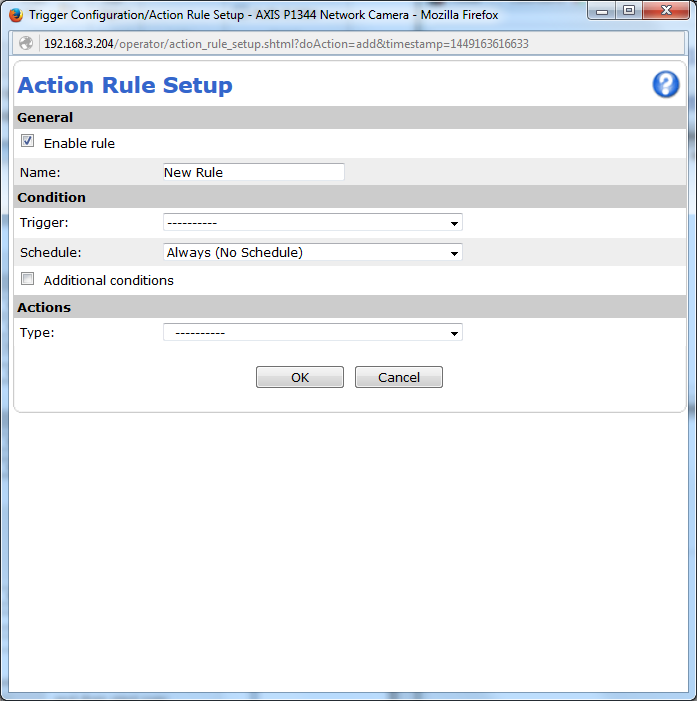 Trigger Configuration/Action Rule Setup - AXIS P1344 Network Camera - Mozilla Firefox
192.168.3.204/operator/action_rule_setup.shtml?doAction=add&timestamp=1449163616633
Action Rule Setup
?
General
Enable rule
Name: New Rule
Condition
Trigger: ----------
Schedule: Always (No Schedule)
Additional conditions
Actions
Type: ----------
OK Cancel